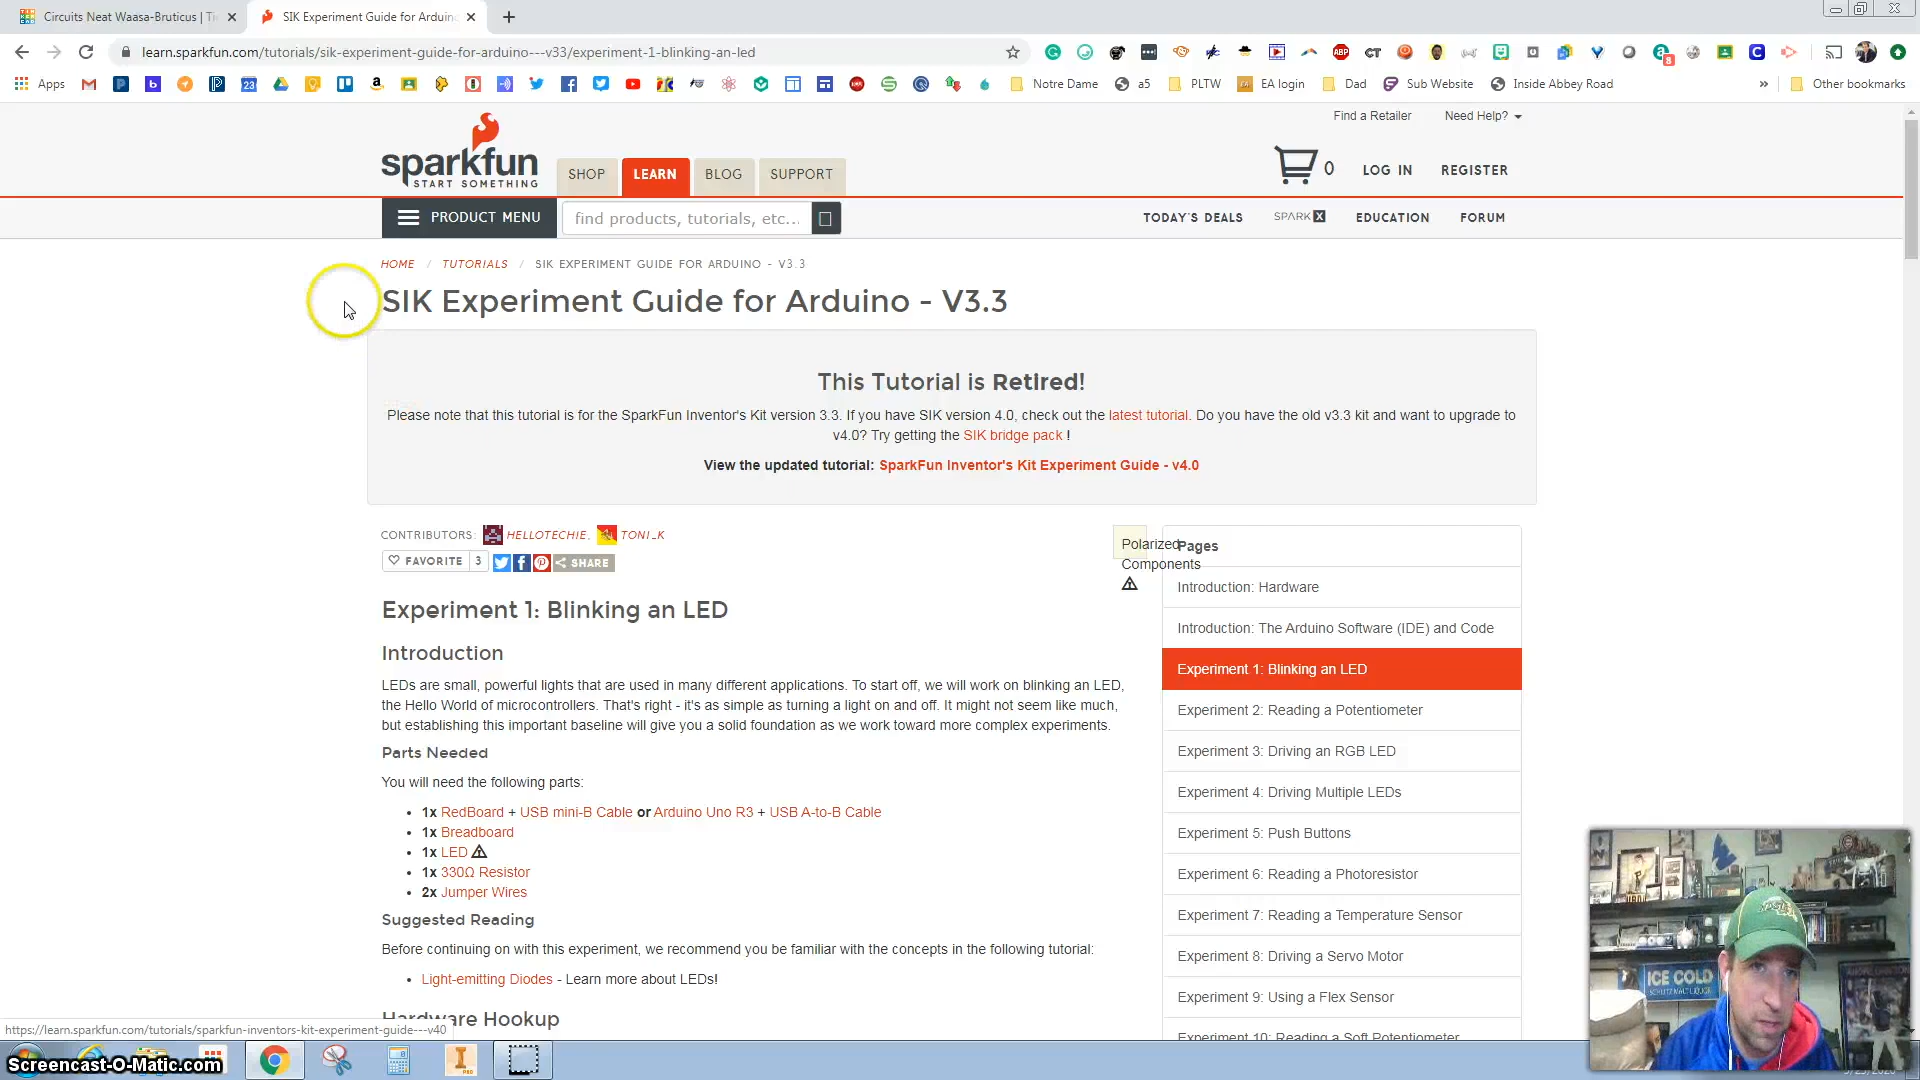 Circuits Neat Waasa-Bruticus | Ti
SIK Experiment Guide for Arduino
learn.sparkfun.com/tutorials/sik-experiment-guide-for-arduino---v33/experiment-1-blinking-an-led
Apps
Notre Dame
a5
PLTW
EA login
Dad
Sub Website
Inside Abbey Road
»
Other bookmarks
Find a Retailer
Need Help?
sparkfun
START SOMETHING
SHOP
LEARN
BLOG
SUPPORT
0
LOG IN
REGISTER
PRODUCT MENU
find products, tutorials, etc...
TODAY'S DEALS
SPARK X
EDUCATION
FORUM
HOME / TUTORIALS / SIK EXPERIMENT GUIDE FOR ARDUINO - V3.3
SIK Experiment Guide for Arduino - V3.3
This Tutorial is Retired!
Please note that this tutorial is for the SparkFun Inventor's Kit version 3.3. If you have SIK version 4.0, check out the latest tutorial. Do you have the old v3.3 kit and want to upgrade to
v4.0? Try getting the SIK bridge pack !
View the updated tutorial: SparkFun Inventor's Kit Experiment Guide - v4.0
CONTRIBUTORS: HELLOTECHIE, TONI_K
FAVORITE 3
SHARE
Experiment 1: Blinking an LED
Introduction
LEDs are small, powerful lights that are used in many different applications. To start off, we will work on blinking an LED,
the Hello World of microcontrollers. That's right - it's as simple as turning a light on and off. It might not seem like much,
but establishing this important baseline will give you a solid foundation as we work toward more complex experiments.
Parts Needed
You will need the following parts:
• 1x RedBoard + USB mini-B Cable or Arduino Uno R3 + USB A-to-B Cable
• 1x Breadboard
• 1x LED
• 1x 330Ω Resistor
• 2x Jumper Wires
Suggested Reading
Before continuing on with this experiment, we recommend you be familiar with the concepts in the following tutorial:
• Light-emitting Diodes - Learn more about LEDs!
Hardware Hookup
Polarized
Components
Pages
Introduction: Hardware
Introduction: The Arduino Software (IDE) and Code
Experiment 1: Blinking an LED
Experiment 2: Reading a Potentiometer
Experiment 3: Driving an RGB LED
Experiment 4: Driving Multiple LEDs
Experiment 5: Push Buttons
Experiment 6: Reading a Photoresistor
Experiment 7: Reading a Temperature Sensor
Experiment 8: Driving a Servo Motor
Experiment 9: Using a Flex Sensor
Experiment 10: Reading a Soft Potentiometer
ICE COLD
https://learn.sparkfun.com/tutorials/sparkfun-inventors-kit-experiment-guide---v40
Screencast-O-Matic.com